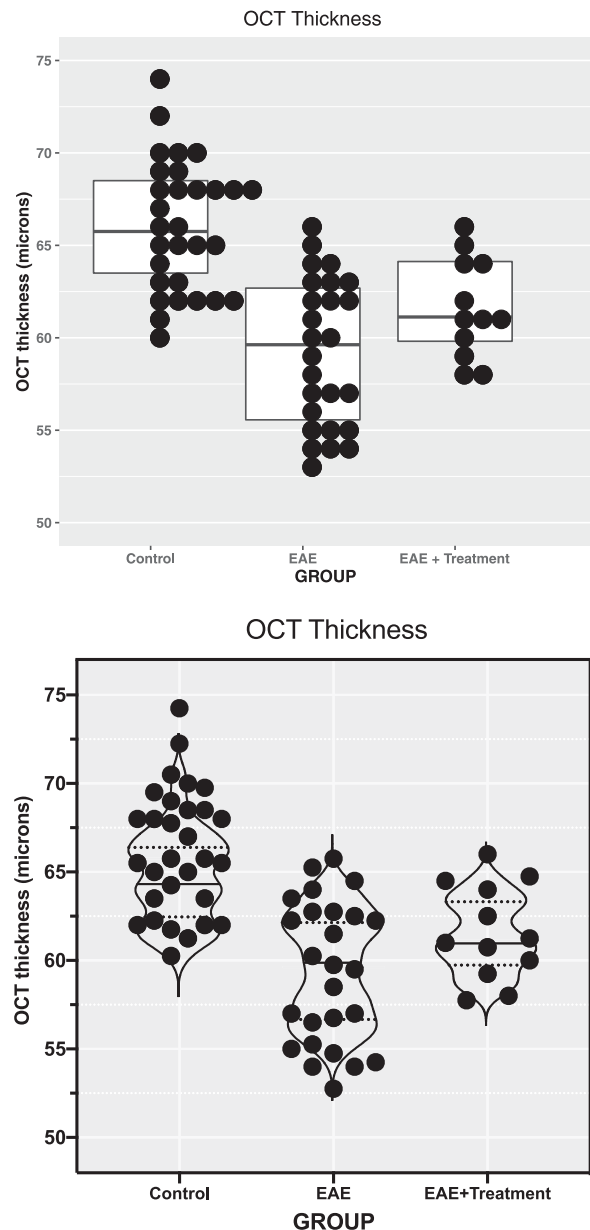 OCT Thickness
OCT thickness (microns)
75
70
65
60
55
50
Control EAE EAE + Treatment
GROUP
OCT Thickness
OCT thickness (microns)
75
70
65
60
55
50
Control EAE EAE+Treatment
GROUP